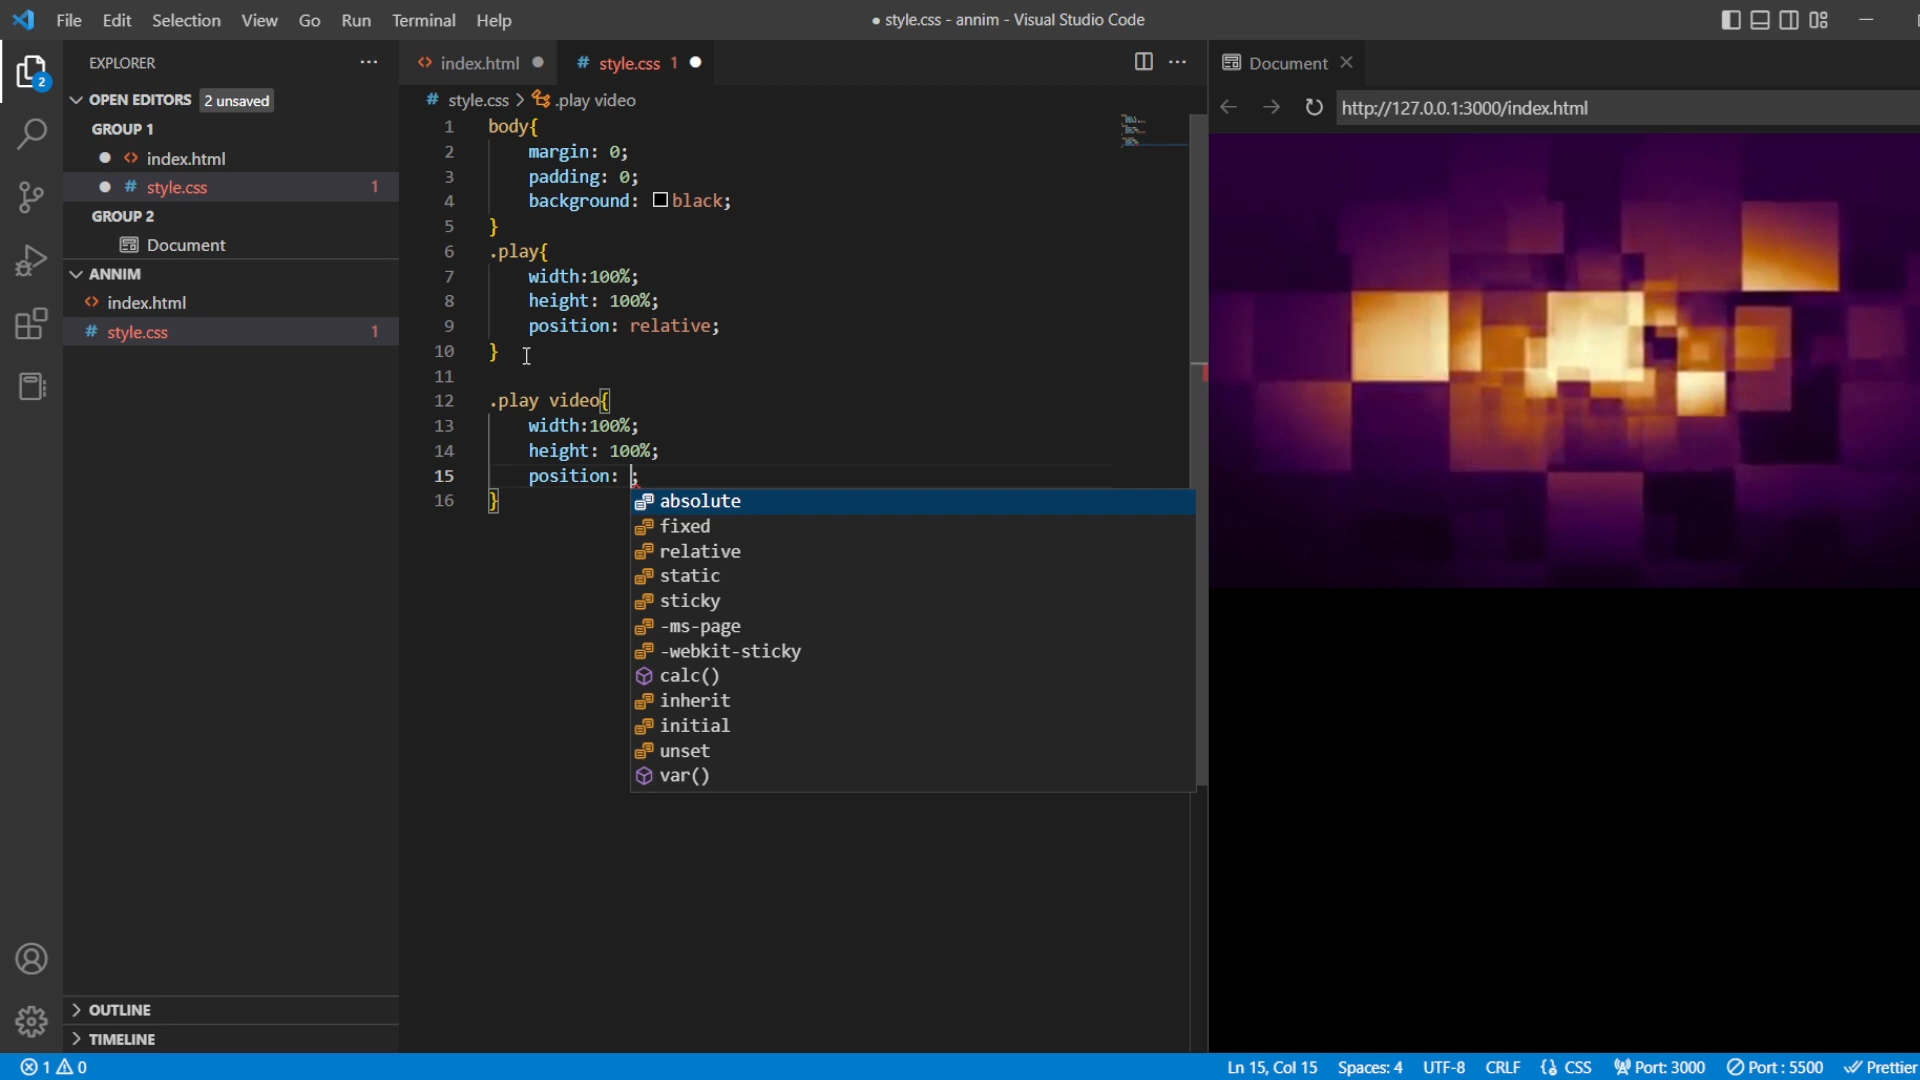 File Edit Selection View Go Run Terminal Help
● style.css - annim - Visual Studio Code
2
EXPLORER ...
OPEN EDITORS 2 unsaved
GROUP 1
● <> index.html
● # style.css 1
GROUP 2
Document
ANNIM
<> index.html
# style.css 1
OUTLINE
TIMELINE
<> index.html ●
# style.css 1 ●
...
# style.css > .play video
1 body{
2 margin: 0;
3 padding: 0;
4 background: black;
5 }
6 .play{
7 width:100%;
8 height: 100%;
9 position: relative;
10 }
11
12 .play video{
13 width:100%;
14 height: 100%;
15 position: ;
16 }
absolute
fixed
relative
static
sticky
-ms-page
-webkit-sticky
calc()
inherit
initial
unset
var()
Document
http://127.0.0.1:3000/index.html
1 0
Ln 15, Col 15 Spaces: 4 UTF-8 CRLF {} CSS Port: 3000 Port : 5500 Prettier